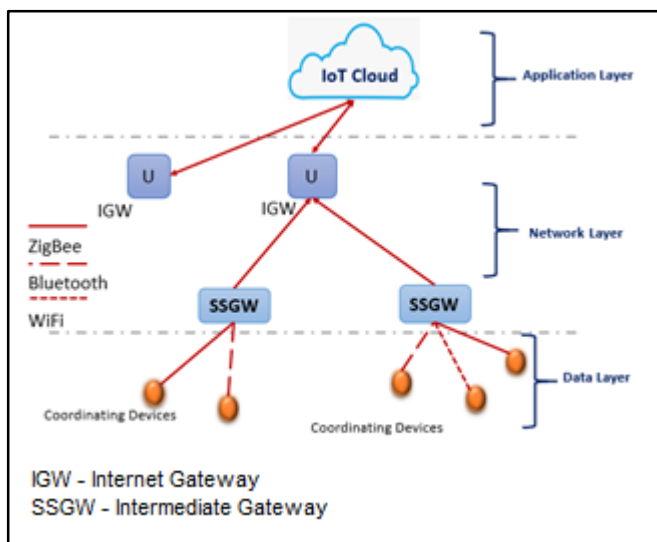 IoT Cloud
Application Layer
U
U
IGW
IGW
Network Layer
ZigBee
Bluetooth
WiFi
SSGW
SSGW
Data Layer
Coordinating Devices
Coordinating Devices
IGW - Internet Gateway
SSGW - Intermediate Gateway